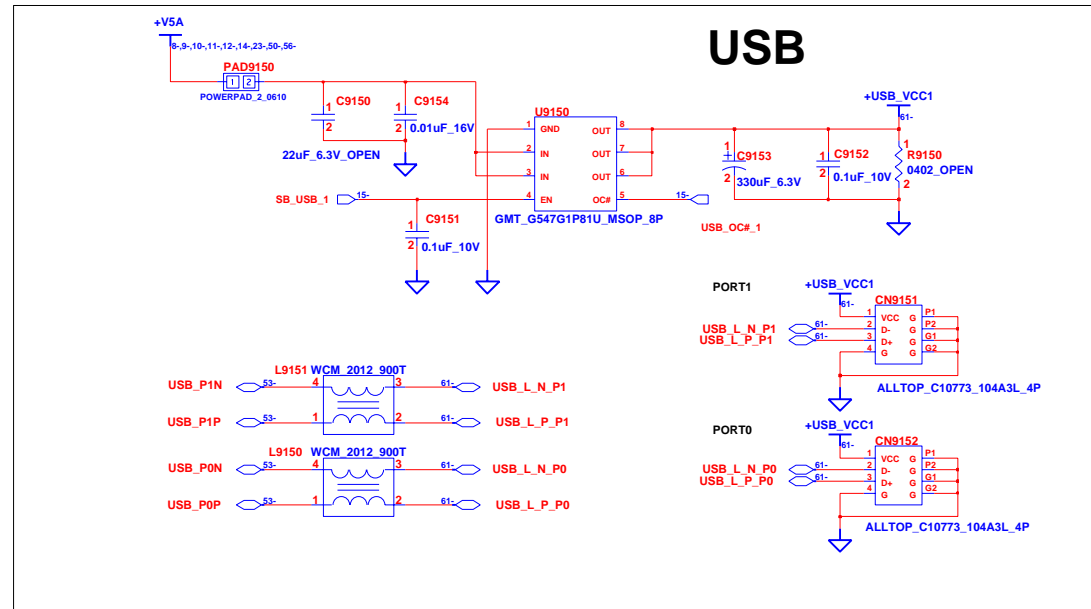 USB
+V5A
8-,9-,10-,11-,12-,14-,23-,50-,56-
PAD9150
1 2
POWERPAD_2_0610
C9150
1
2
22uF_6.3V_OPEN
C9154
1
2
0.01uF_16V
U9150
1 GND OUT 8
2 IN OUT 7
3 IN OUT 6
4 EN OC# 5
GMT_G547G1P81U_MSOP_8P
SB_USB_1 15-
C9151
1
2
0.1uF_10V
15-
USB_OC#_1
+USB_VCC1
61-
1
+
C9153
2
330uF_6.3V
1
C9152
2
0.1uF_10V
1
R9150
0402_OPEN
2
PORT1
+USB_VCC1
61-
CN9151
1 VCC G P1
USB_L_N_P1 61- 2 D- G P2
USB_L_P_P1 61- 3 D+ G G1
4 G G G2
ALLTOP_C10773_104A3L_4P
L9151 WCM_2012_900T
USB_P1N 53- 4 3 61- USB_L_N_P1
USB_P1P 53- 1 2 61- USB_L_P_P1
L9150 WCM_2012_900T
USB_P0N 53- 4 3 61- USB_L_N_P0
USB_P0P 53- 1 2 61- USB_L_P_P0
PORT0
+USB_VCC1
61-
CN9152
1 VCC G P1
USB_L_N_P0 61- 2 D- G P2
USB_L_P_P0 61- 3 D+ G G1
4 G G G2
ALLTOP_C10773_104A3L_4P